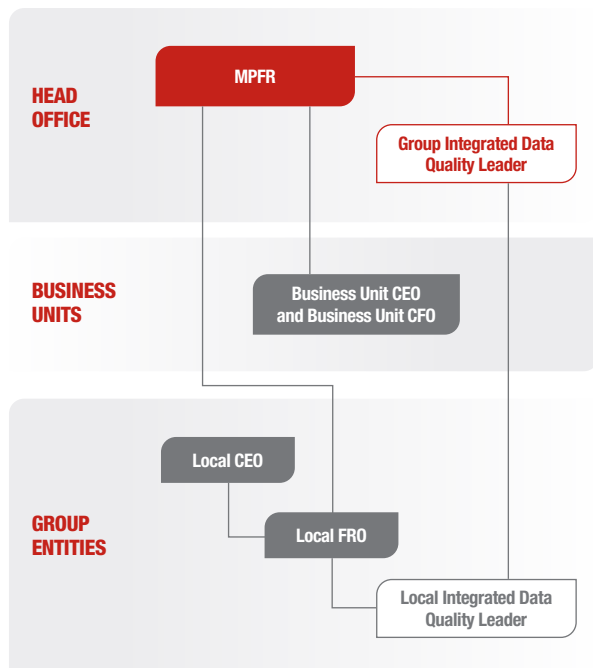 HEAD
OFFICE
MPFR
Group Integrated Data
Quality Leader
BUSINESS
UNITS
Business Unit CEO
and Business Unit CFO
GROUP
ENTITIES
Local CEO
Local FRO
Local Integrated Data
Quality Leader